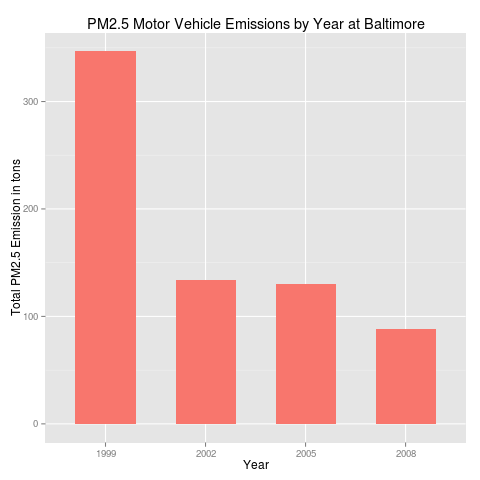 PM2.5 Motor Vehicle Emissions by Year at Baltimore
Total PM2.5 Emission in tons
300
200
100
0
1999 2002 2005 2008
Year